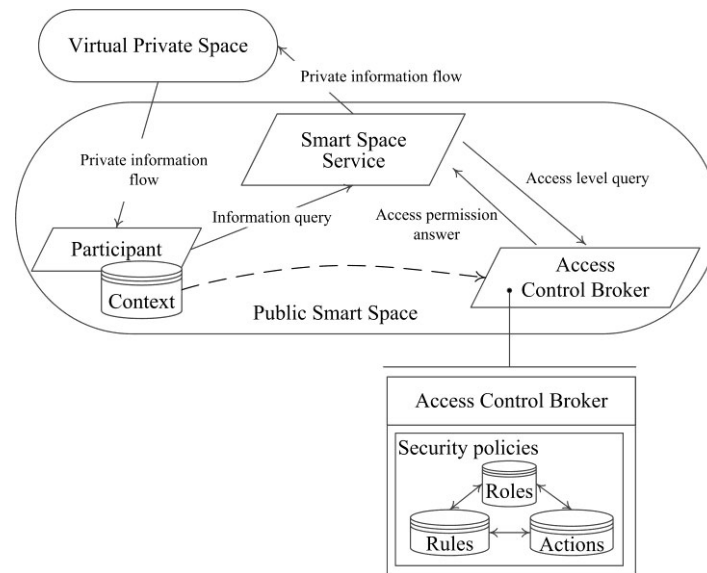 Virtual Private Space
Private information flow
Smart Space
Service
Private information
flow
Access level query
Information query
Access permission
answer
Participant
Context
Access
Control Broker
Public Smart Space
Access Control Broker
Security policies
Roles
Rules
Actions